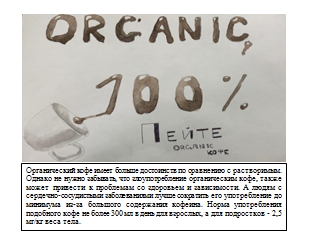 ORGANIC
100%
ПЕЙТЕ
ORGANIC
КОФЕ
Органический кофе имеет больше достоинств по сравнению с растворимым.
Однако не нужно забывать, что злоупотребление органическим кофе, также
может привести к проблемам со здоровьем и зависимости. А людям с
сердечно-сосудистыми заболеваниями лучше сократить его употребление до
минимума из-за большого содержания кофеина. Норма употребления
подобного кофе не более 300 мл в день для взрослых, а для подростков - 2,5
мг/кг веса тела.